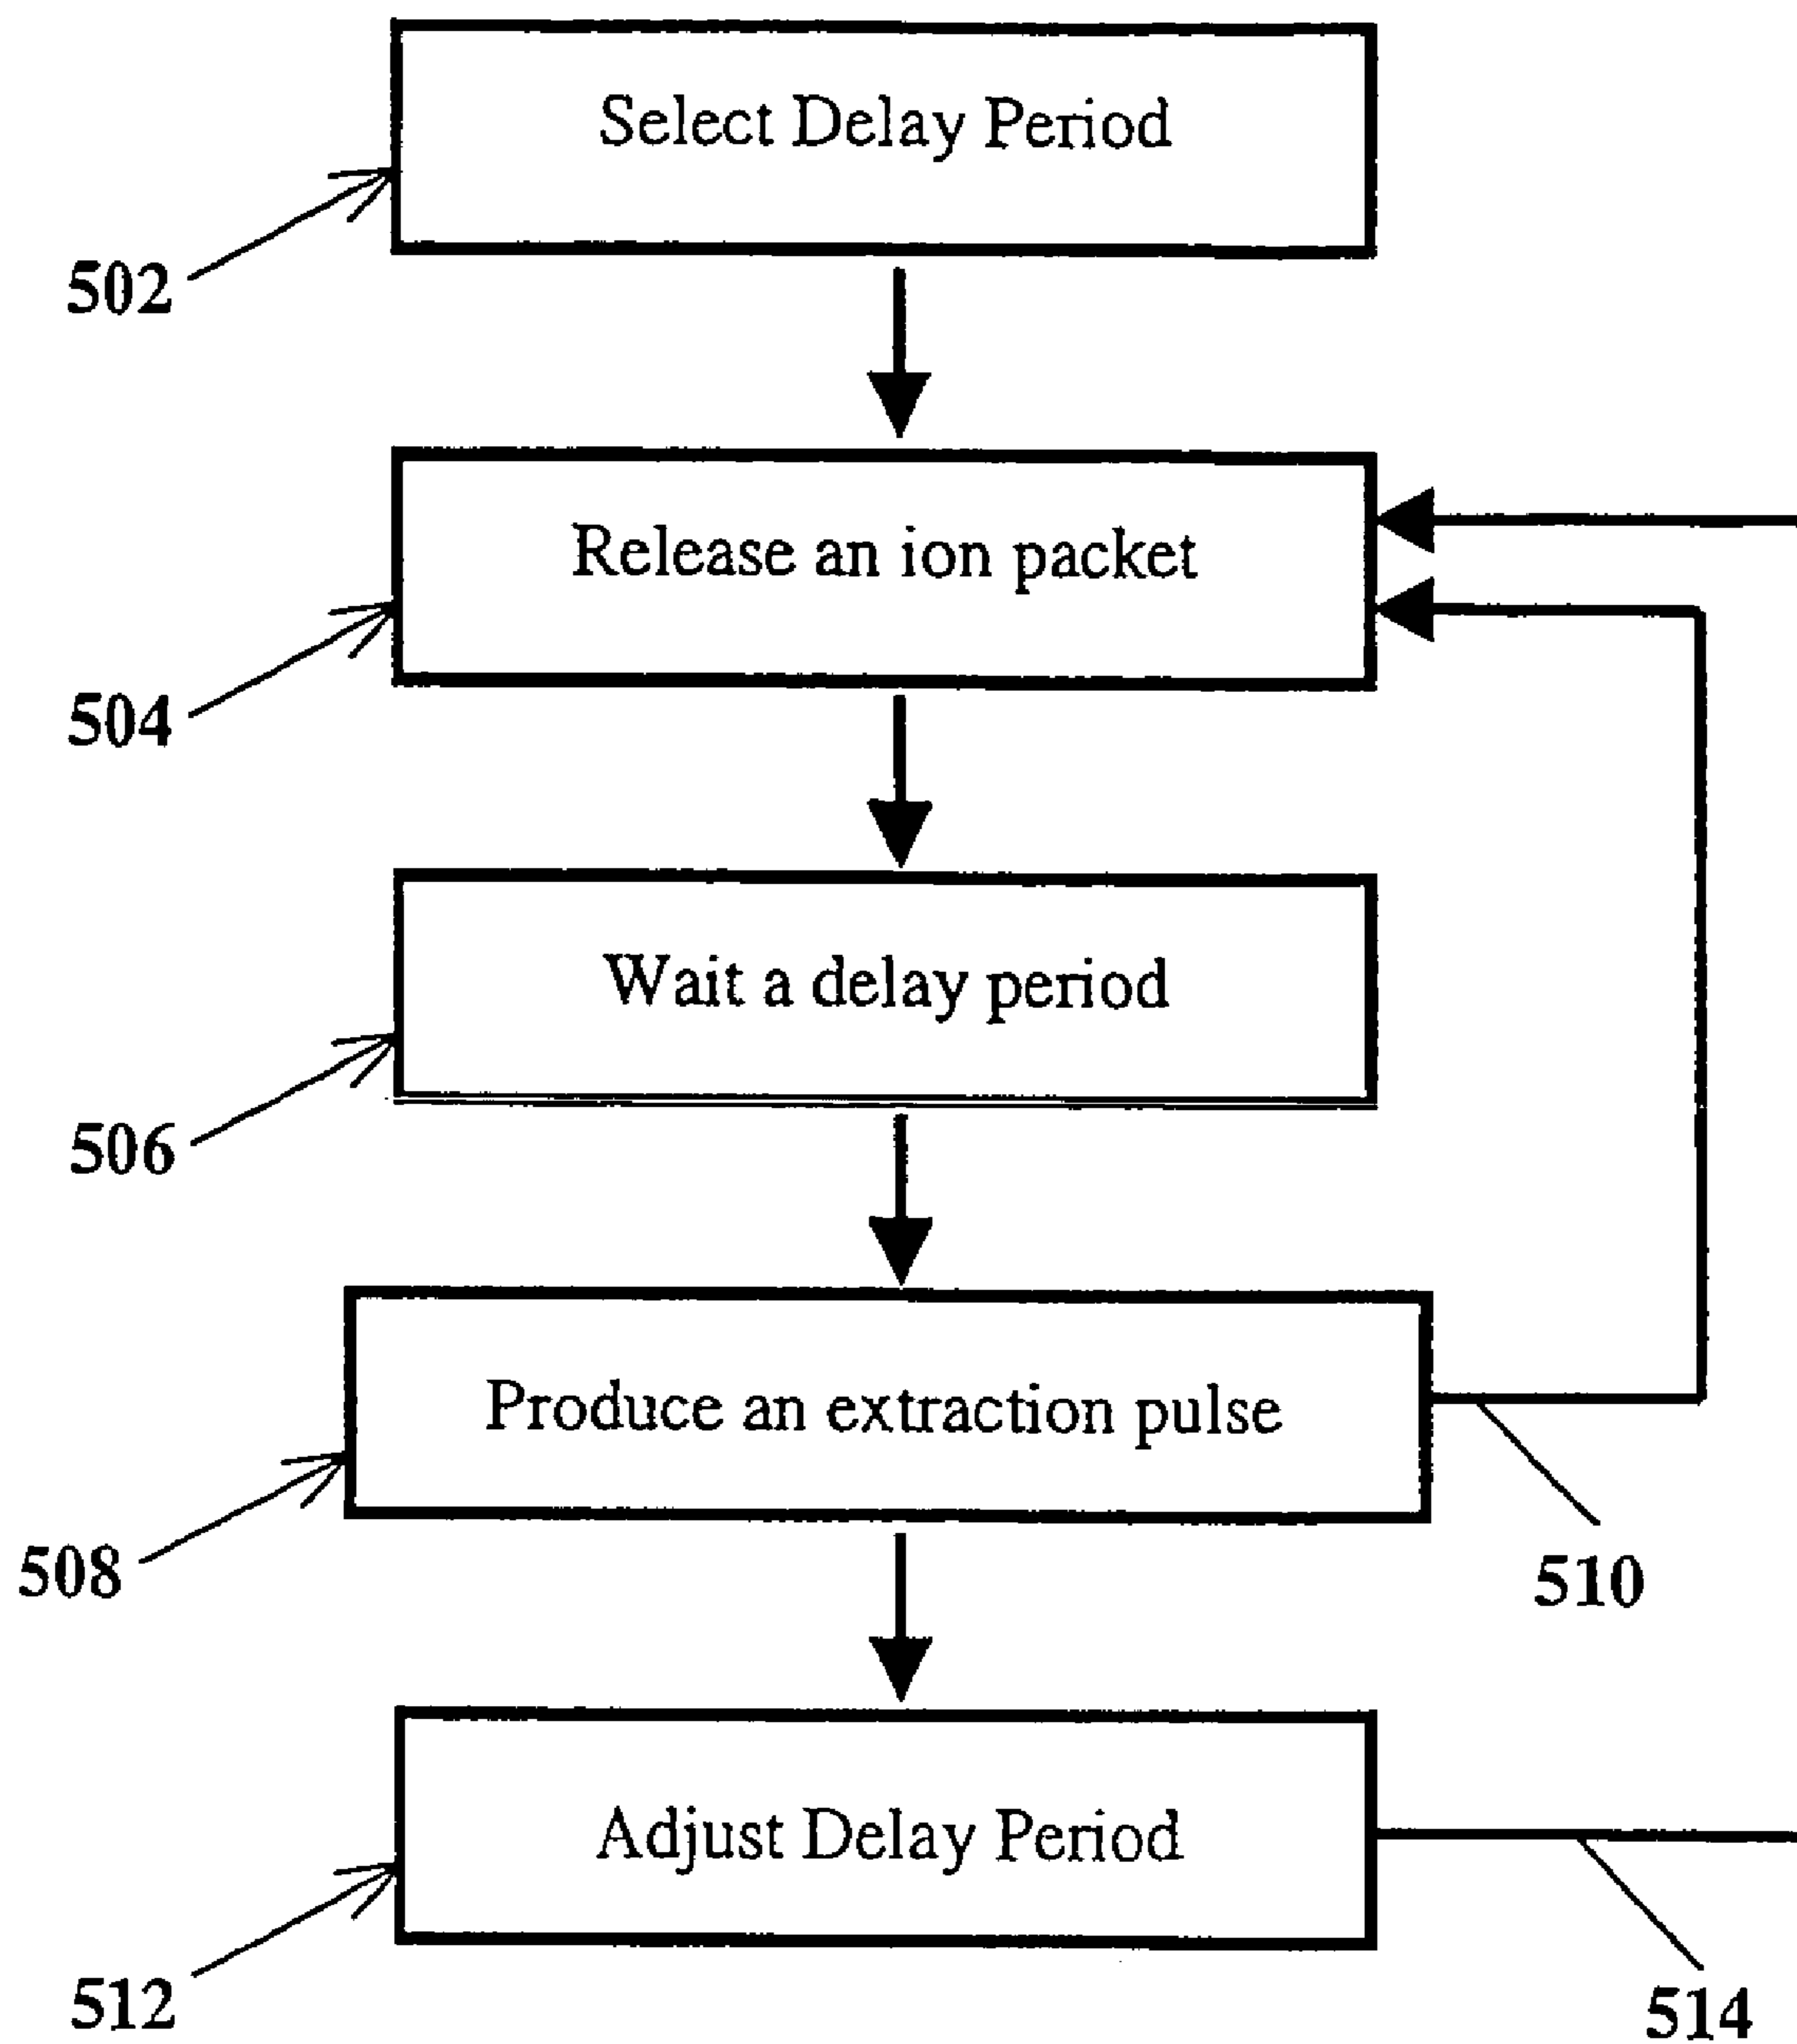 Select Delay Period
502
Release an ion packet
504
Wait a delay period
506
Produce an extraction pulse
508
510
Adjust Delay Period
512
514